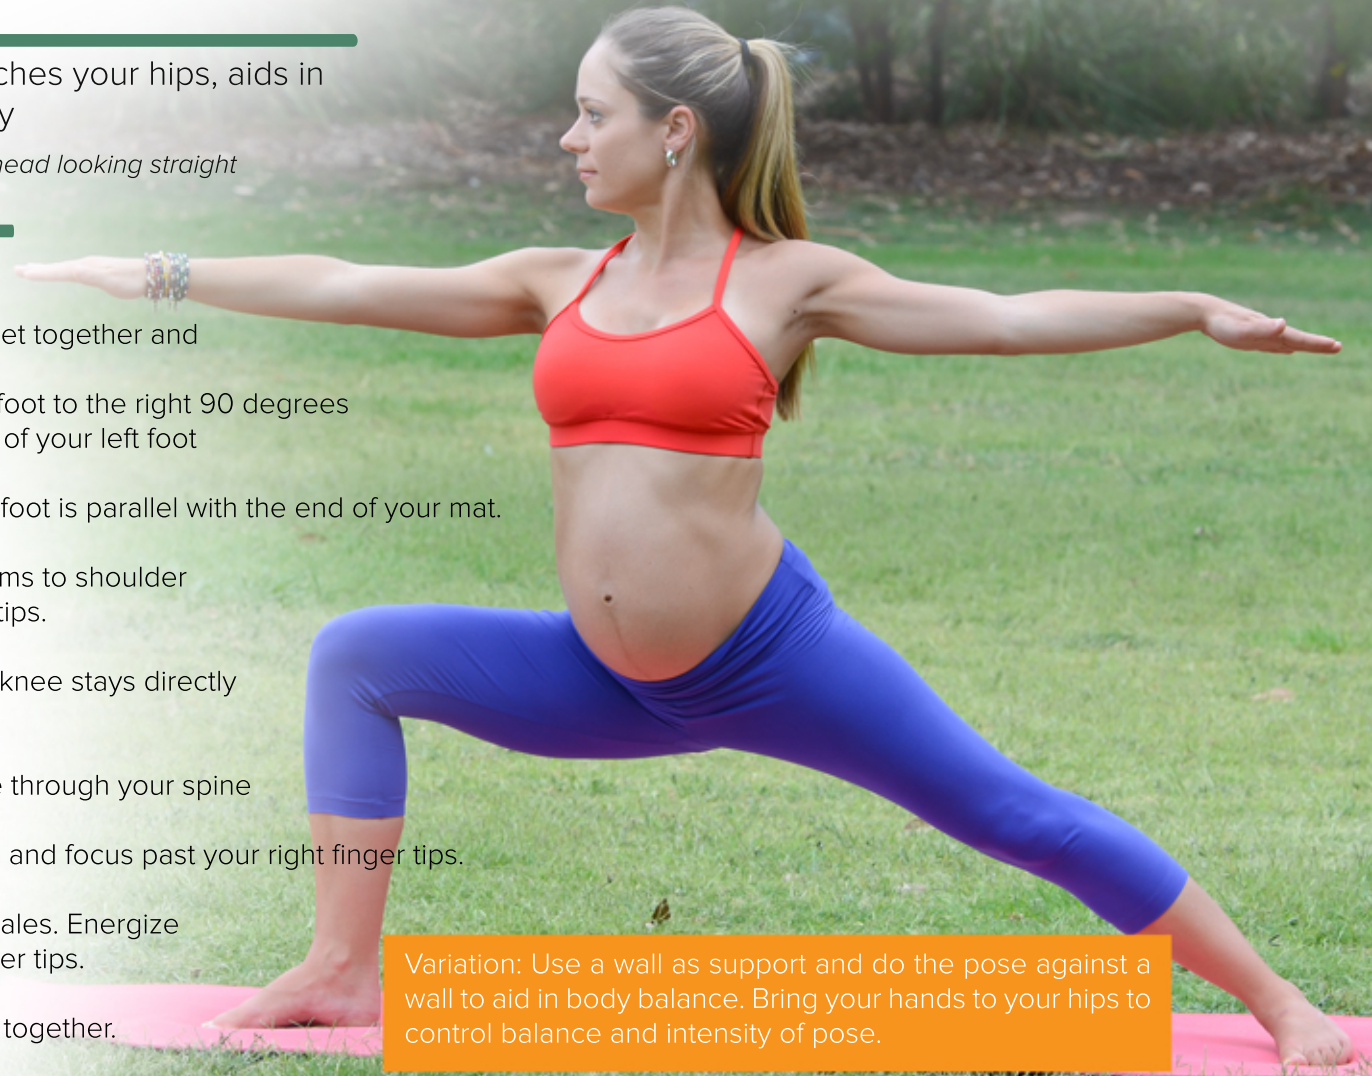 ches your hips, aids in
y
head looking straight
et together and
foot to the right 90 degrees
of your left foot
foot is parallel with the end of your mat.
ms to shoulder
tips.
knee stays directly
e through your spine
and focus past your right finger tips.
ales. Energize
er tips.
together.
Variation: Use a wall as support and do the pose against a
wall to aid in body balance. Bring your hands to your hips to
control balance and intensity of pose.